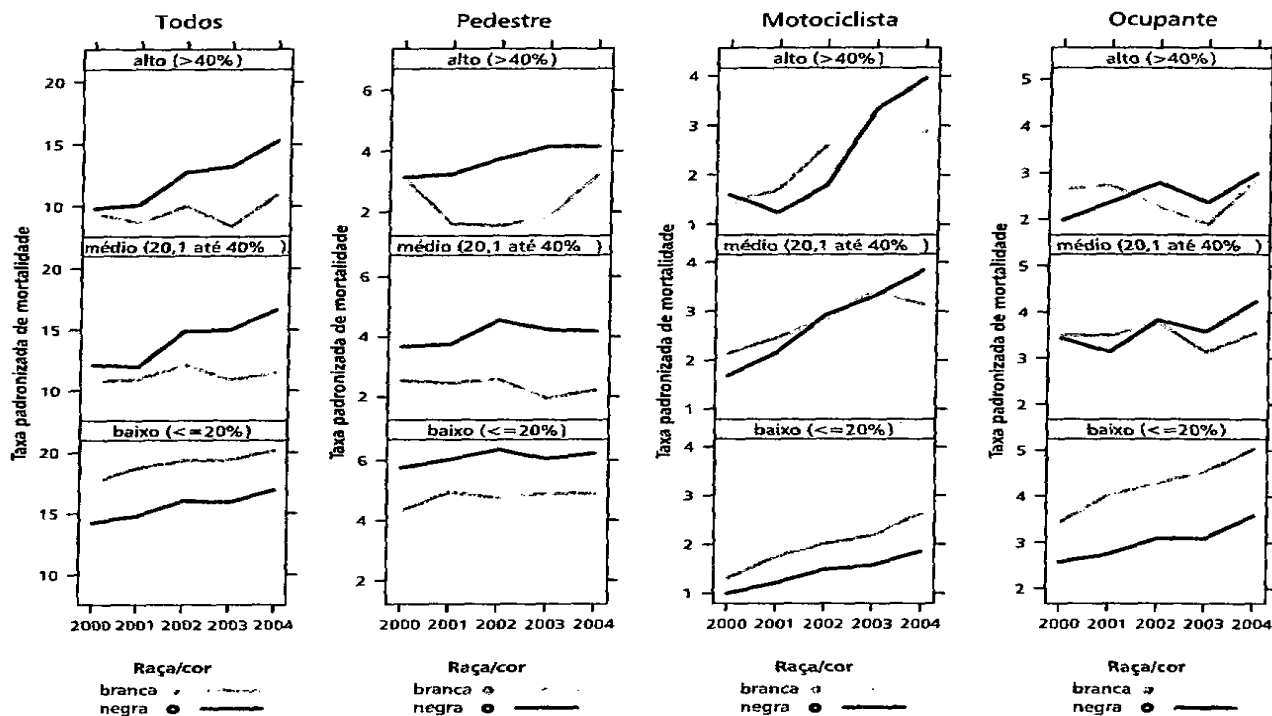 Todos
Pedestre
Motociclista
Ocupante
Taxa padronizada de mortalidade
alto (>40%)
20
15
10
médio (20,1 até 40%)
20
15
10
baixo (<=20%)
20
15
10
2000 2001 2002 2003 2004
Raça/cor
branca
negra
Taxa padronizada de mortalidade
alto (>40%)
6
4
2
médio (20,1 até 40%)
6
4
2
baixo (<=20%)
6
4
2
2000 2001 2002 2003 2004
Raça/cor
branca
negra
Taxa padronizada de mortalidade
alto (>40%)
4
3
2
1
médio (20,1 até 40%)
4
3
2
1
baixo (<=20%)
4
3
2
1
2000 2001 2002 2003 2004
Raça/cor
branca
negra
Taxa padronizada de mortalidade
alto (>40%)
5
4
3
2
médio (20,1 até 40%)
5
4
3
2
baixo (<=20%)
5
4
3
2
2000 2001 2002 2003 2004
Raça/cor
branca
negra